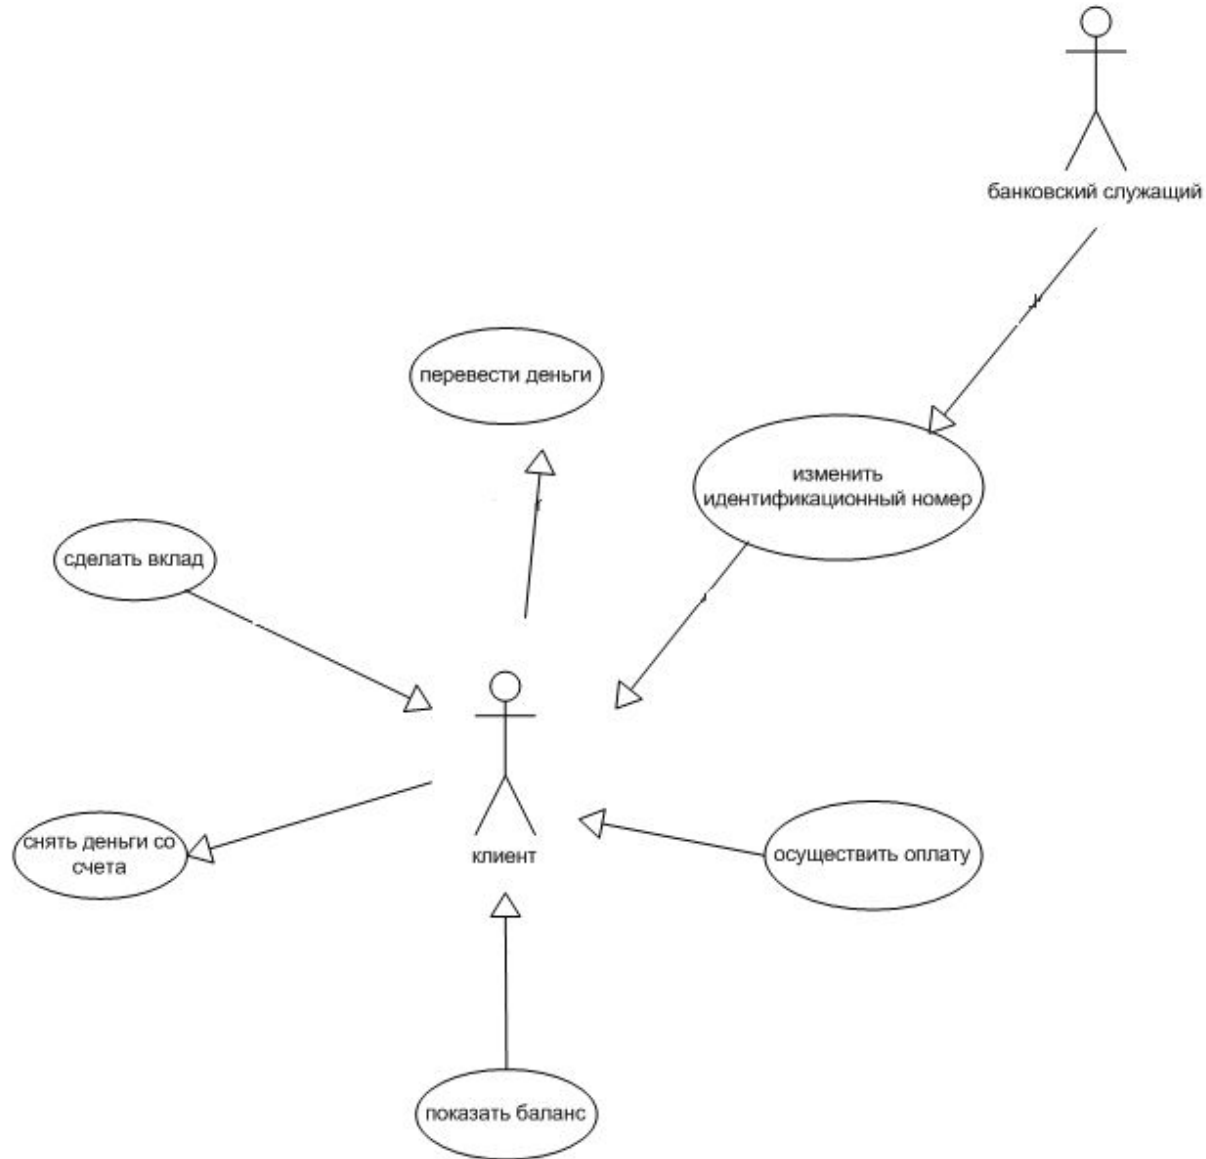 банковский служащий
перевести деньги
изменить
идентификационный номер
сделать вклад
снять деньги со
счета
клиент
осуществить оплату
показать баланс